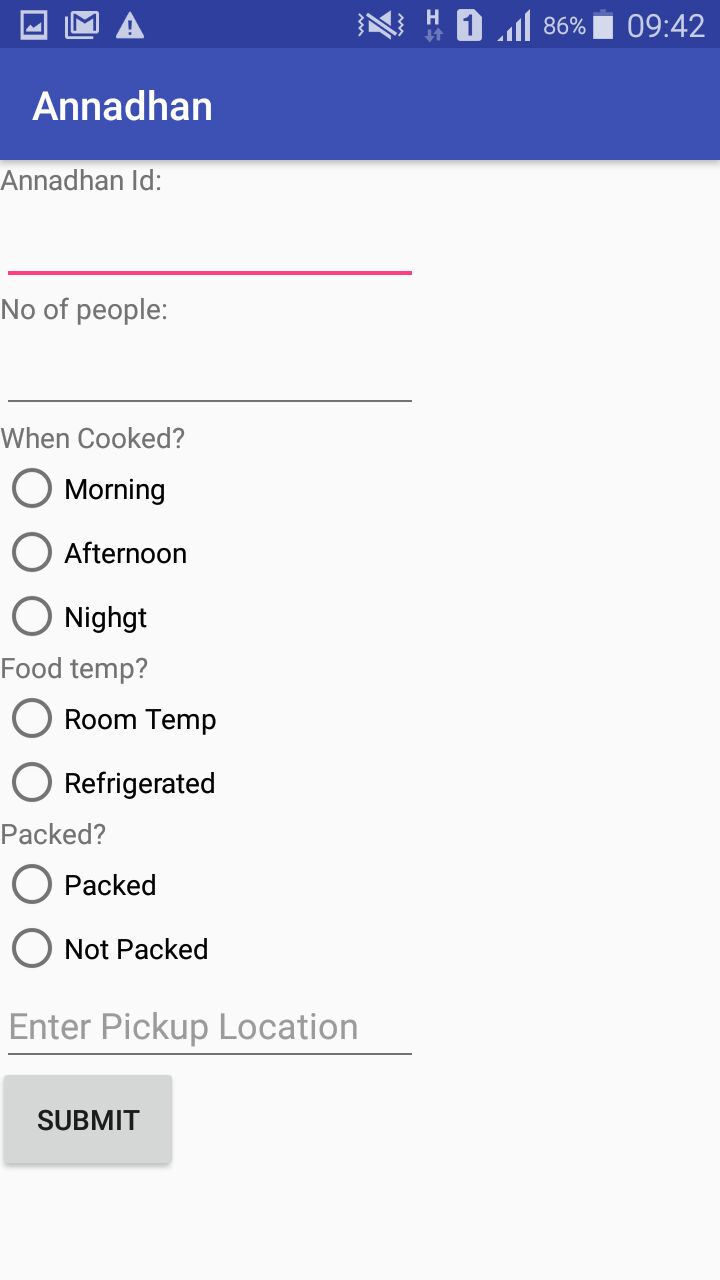 H 1 86% 09:42
Annadhan
Annadhan Id:
No of people:
When Cooked?
Morning
Afternoon
Nighgt
Food temp?
Room Temp
Refrigerated
Packed?
Packed
Not Packed
Enter Pickup Location
SUBMIT